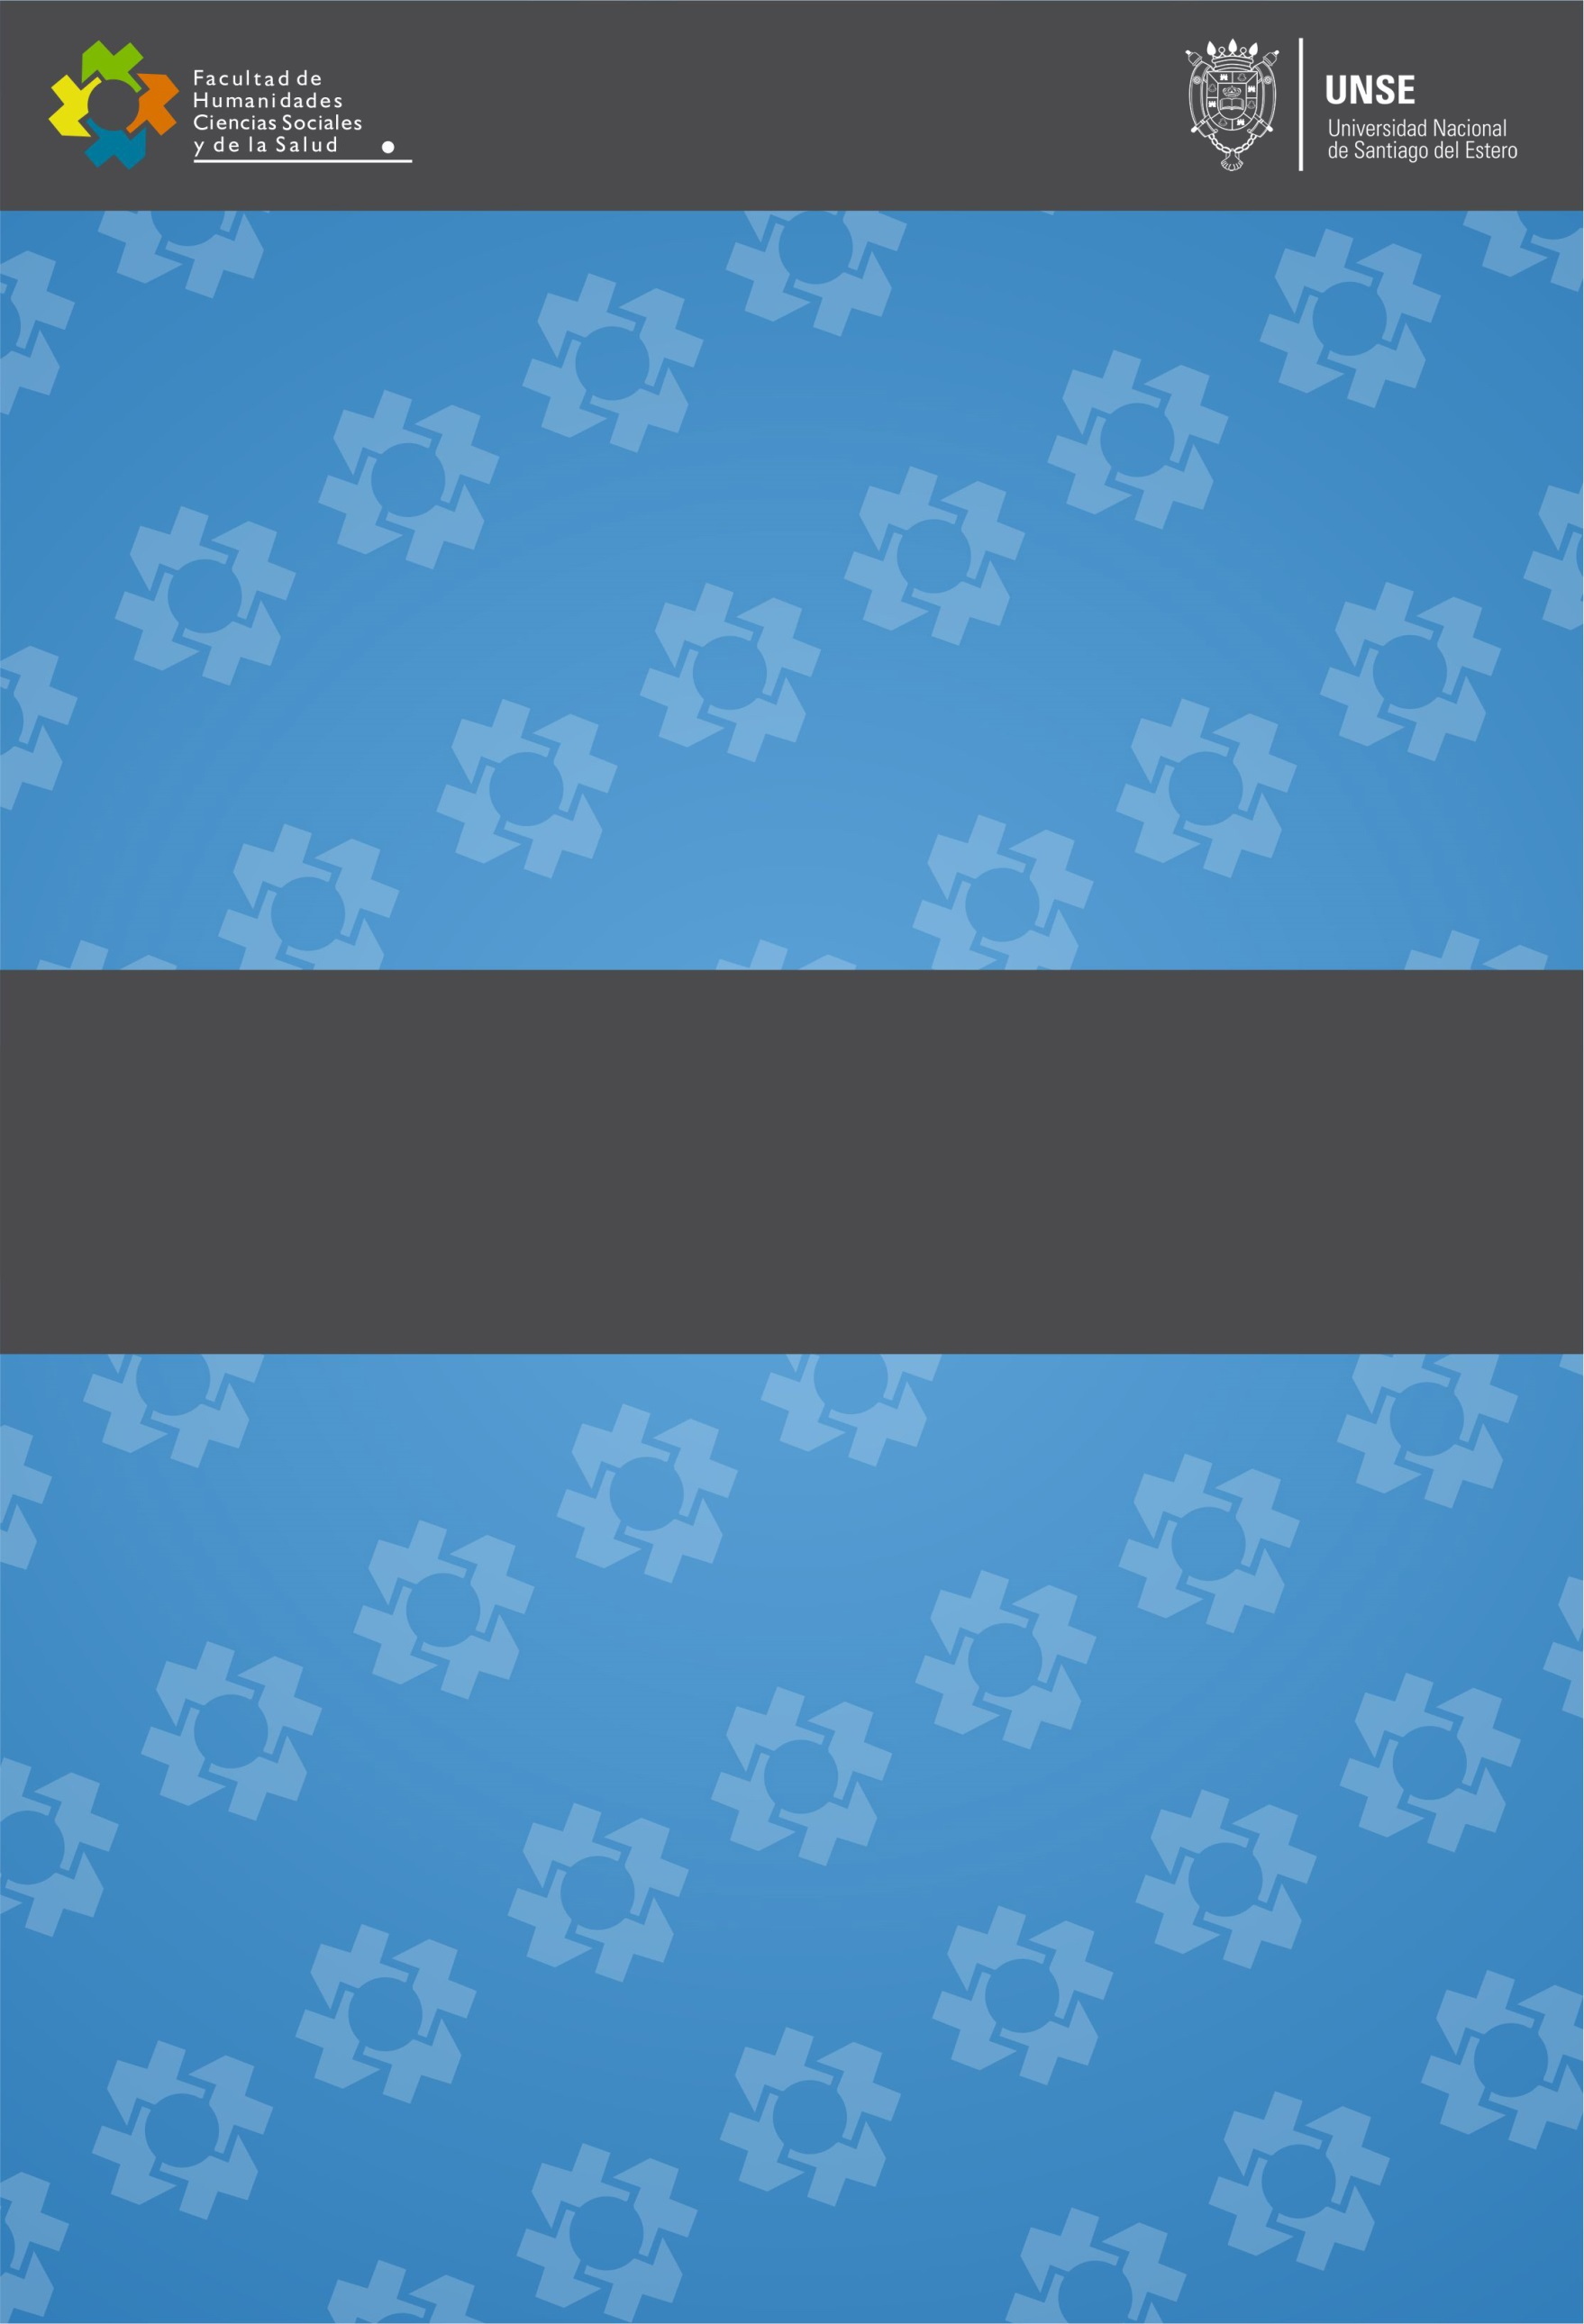 Facultad de
Humanidades
Ciencias Sociales
y de la Salud
UNSE
Universidad Nacional
de Santiago del Estero